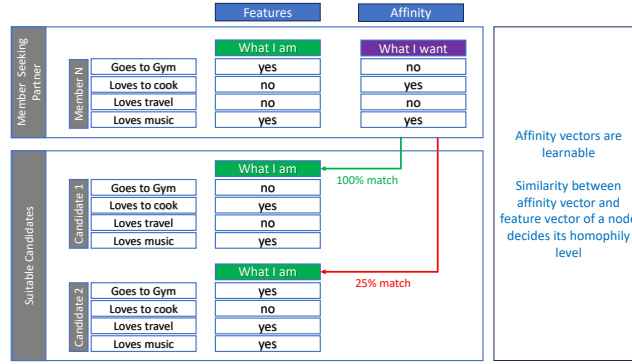 Features Affinity
What I am What I want
Member Seeking Partner
Member N
Goes to Gym yes no
Loves to cook no yes
Loves travel no no
Loves music yes yes
Suitable Candidates
What I am
100% match
Candidate 1
Goes to Gym no
Loves to cook yes
Loves travel no
Loves music yes
What I am
25% match
Candidate 2
Goes to Gym yes
Loves to cook no
Loves travel yes
Loves music yes
Affinity vectors are
learnable
Similarity between
affinity vector and
feature vector of a node
decides its homophily
level